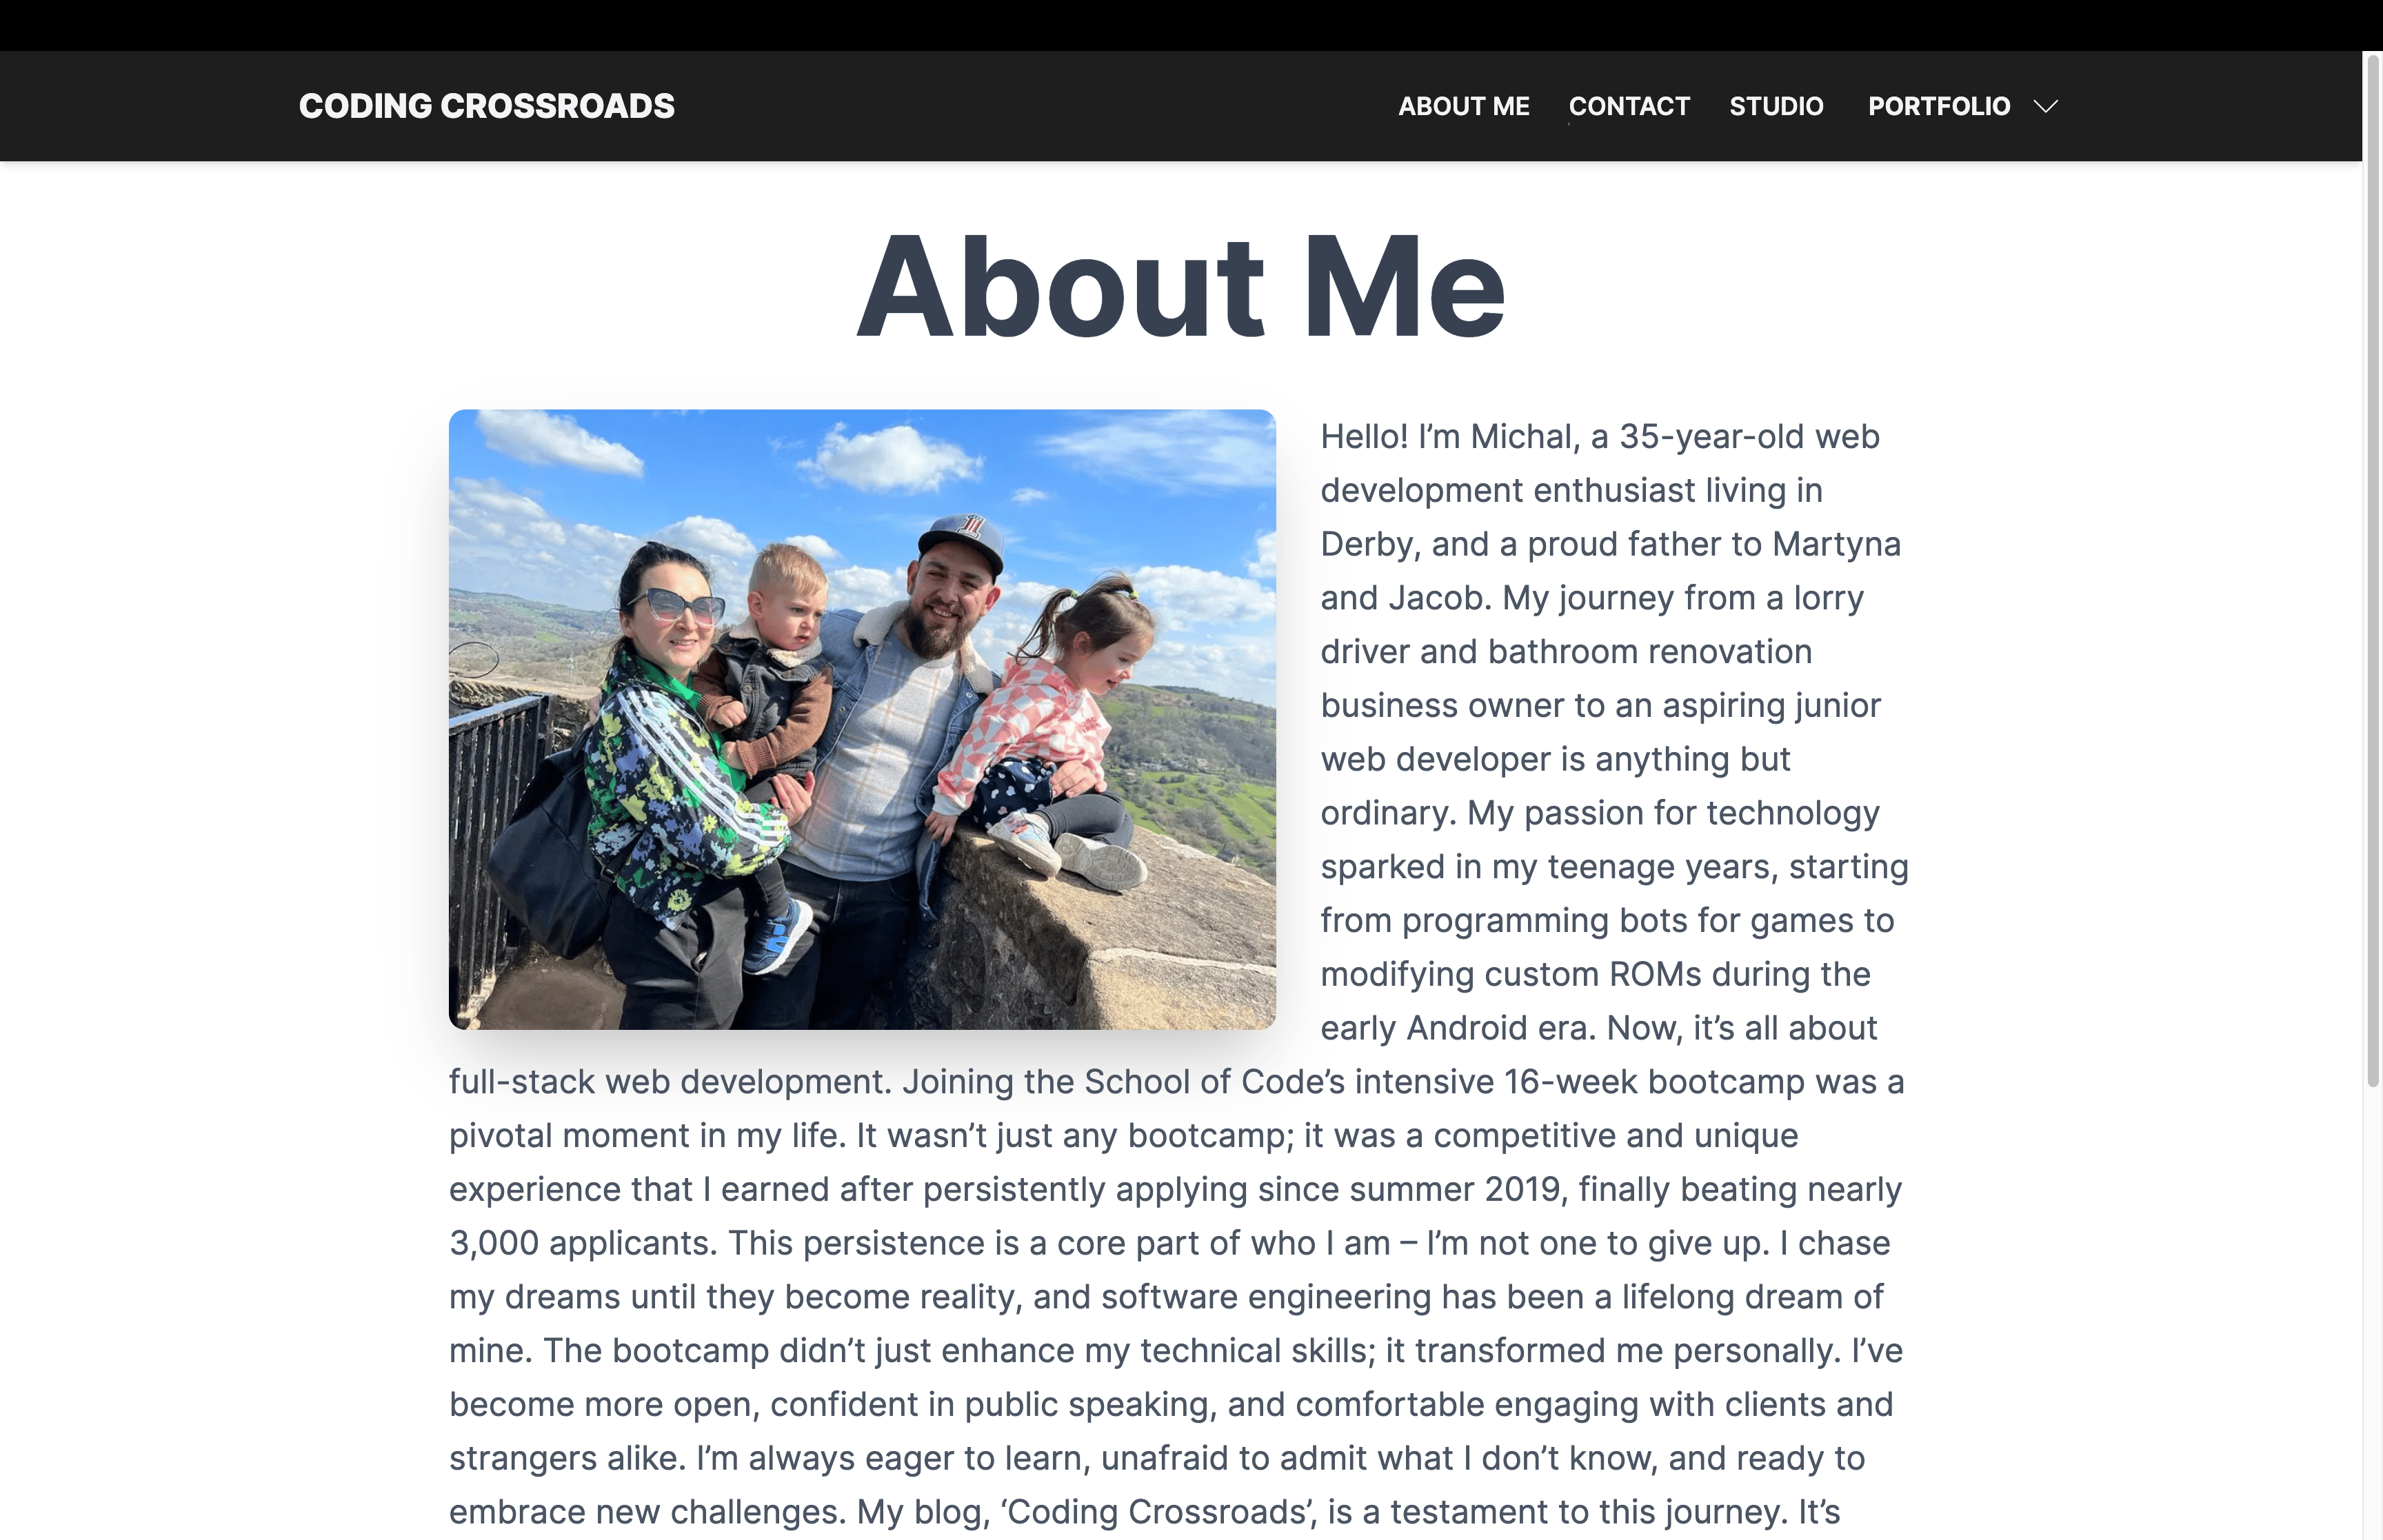 CODING CROSSROADS
ABOUT ME CONTACT STUDIO PORTFOLIO
About Me
Hello! I’m Michal, a 35-year-old web
development enthusiast living in
Derby, and a proud father to Martyna
and Jacob. My journey from a lorry
driver and bathroom renovation
business owner to an aspiring junior
web developer is anything but
ordinary. My passion for technology
sparked in my teenage years, starting
from programming bots for games to
modifying custom ROMs during the
early Android era. Now, it’s all about
full-stack web development. Joining the School of Code’s intensive 16-week bootcamp was a
pivotal moment in my life. It wasn’t just any bootcamp; it was a competitive and unique
experience that I earned after persistently applying since summer 2019, finally beating nearly
3,000 applicants. This persistence is a core part of who I am – I’m not one to give up. I chase
my dreams until they become reality, and software engineering has been a lifelong dream of
mine. The bootcamp didn’t just enhance my technical skills; it transformed me personally. I’ve
become more open, confident in public speaking, and comfortable engaging with clients and
strangers alike. I’m always eager to learn, unafraid to admit what I don’t know, and ready to
embrace new challenges. My blog, ‘Coding Crossroads’, is a testament to this journey. It’s